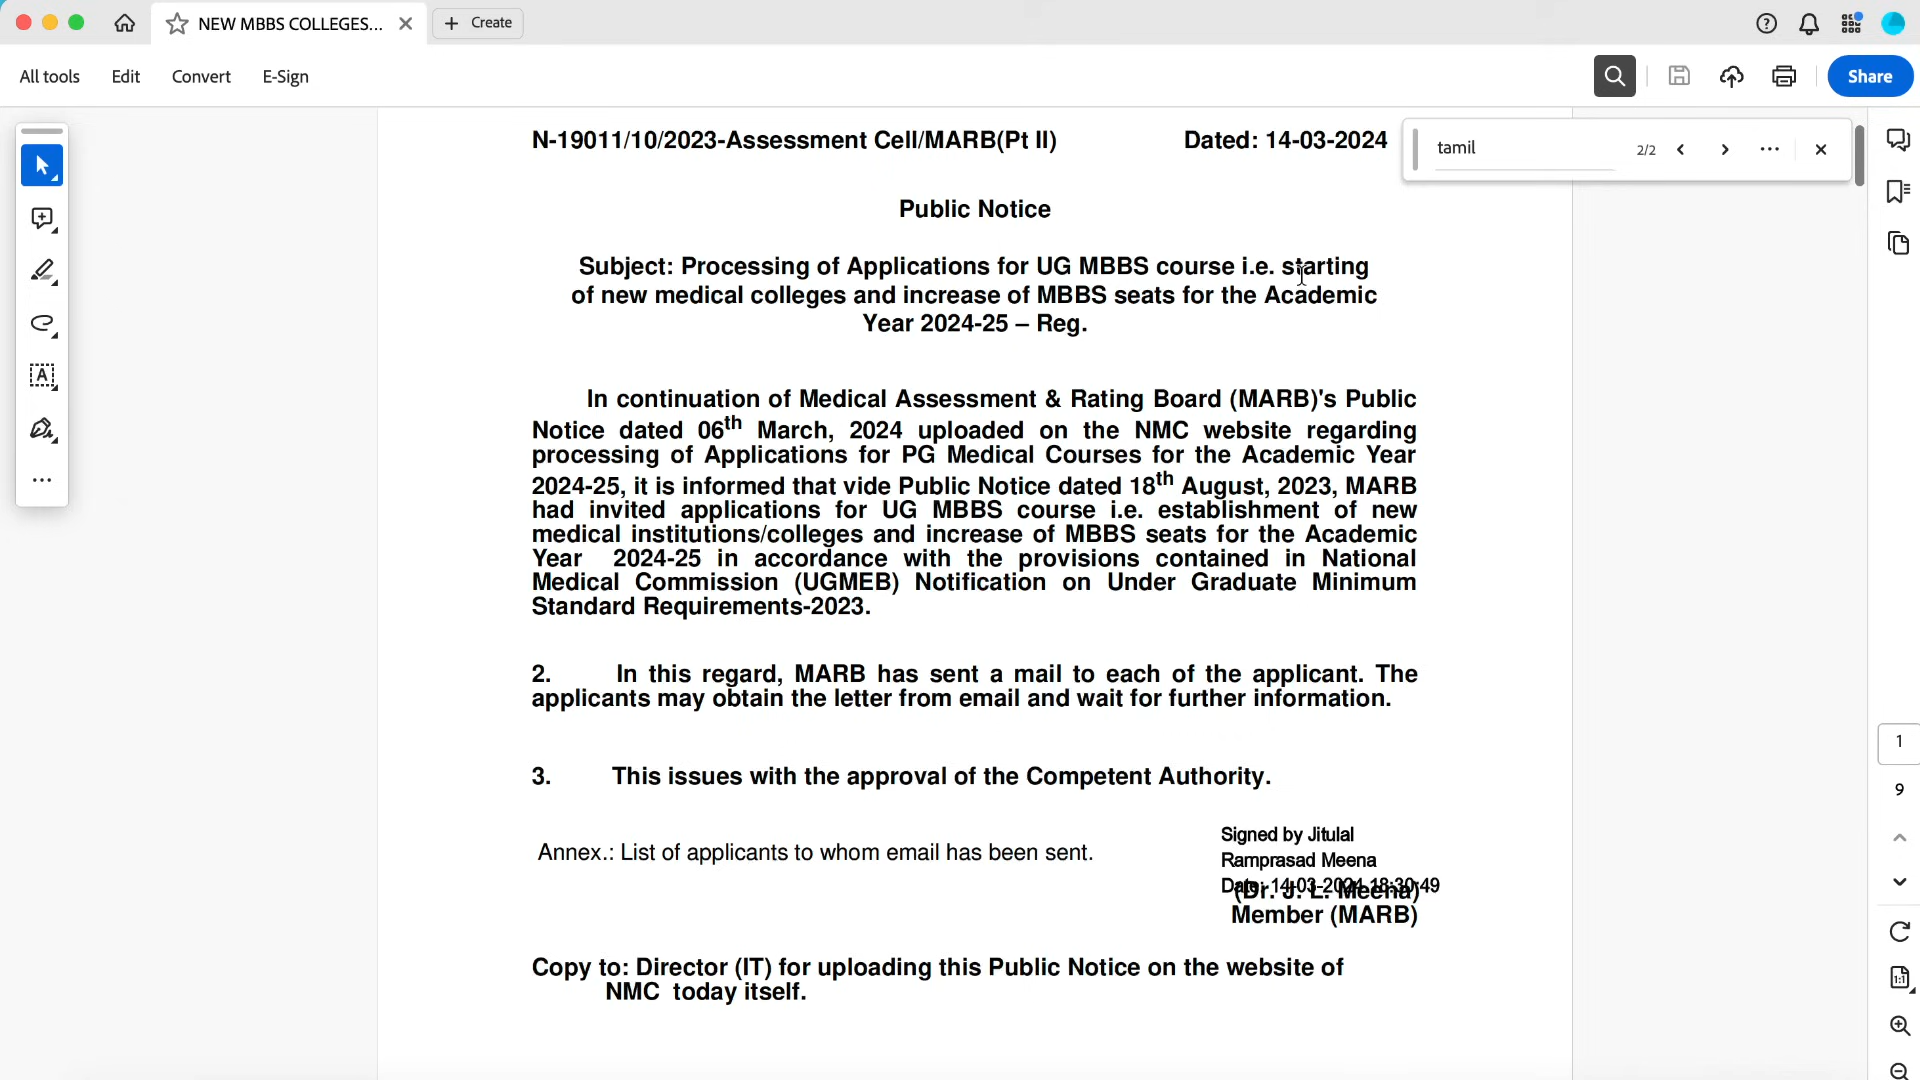 NEW MBBS COLLEGES...
+ Create
All tools
Edit
Convert
E-Sign
Share
tamil
2/2
N-19011/10/2023-Assessment Cell/MARB(Pt II)
Dated: 14-03-2024
Public Notice
Subject: Processing of Applications for UG MBBS course i.e. starting
of new medical colleges and increase of MBBS seats for the Academic
Year 2024-25 – Reg.
In continuation of Medical Assessment & Rating Board (MARB)'s Public
Notice dated 06th March, 2024 uploaded on the NMC website regarding
processing of Applications for PG Medical Courses for the Academic Year
2024-25, it is informed that vide Public Notice dated 18th August, 2023, MARB
had invited applications for UG MBBS course i.e. establishment of new
medical institutions/colleges and increase of MBBS seats for the Academic
Year 2024-25 in accordance with the provisions contained in National
Medical Commission (UGMEB) Notification on Under Graduate Minimum
Standard Requirements-2023.
2. In this regard, MARB has sent a mail to each of the applicant. The
applicants may obtain the letter from email and wait for further information.
3. This issues with the approval of the Competent Authority.
Annex.: List of applicants to whom email has been sent.
Signed by Jitulal
Ramprasad Meena
Date: 14-03-2024 18:30:49
(Dr. J. L. Meena)
Member (MARB)
Copy to: Director (IT) for uploading this Public Notice on the website of
NMC today itself.
1
9
1:1